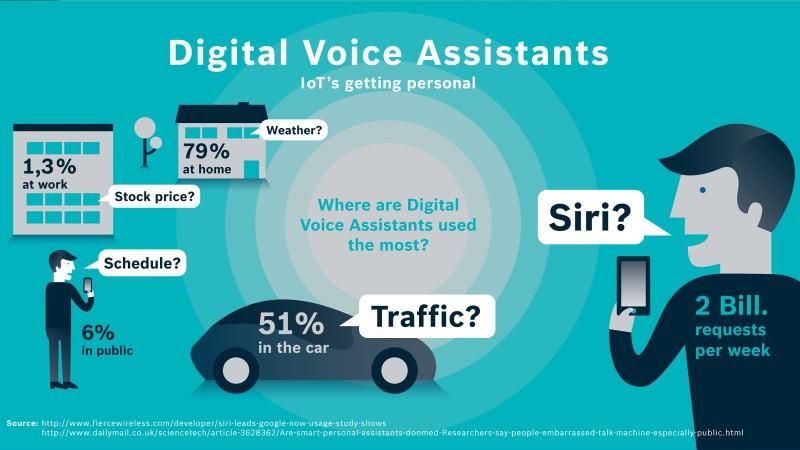 Digital Voice Assistants
IoT's getting personal
Weather?
79%
at home
1,3%
at work
Stock price?
Where are Digital
Voice Assistants used
the most?
Siri?
Schedule?
6%
in public
51%
in the car
Traffic?
2 Bill.
requests
per week
Source: http://www.fiercewireless.com/developer/siri-leads-google-now-usage-study-shows
http://www.dailymail.co.uk/sciencetech/article-3628362/Are-smart-personal-assistants-doomed-Researchers-say-people-embarrassed-talk-machine-especially-public.html